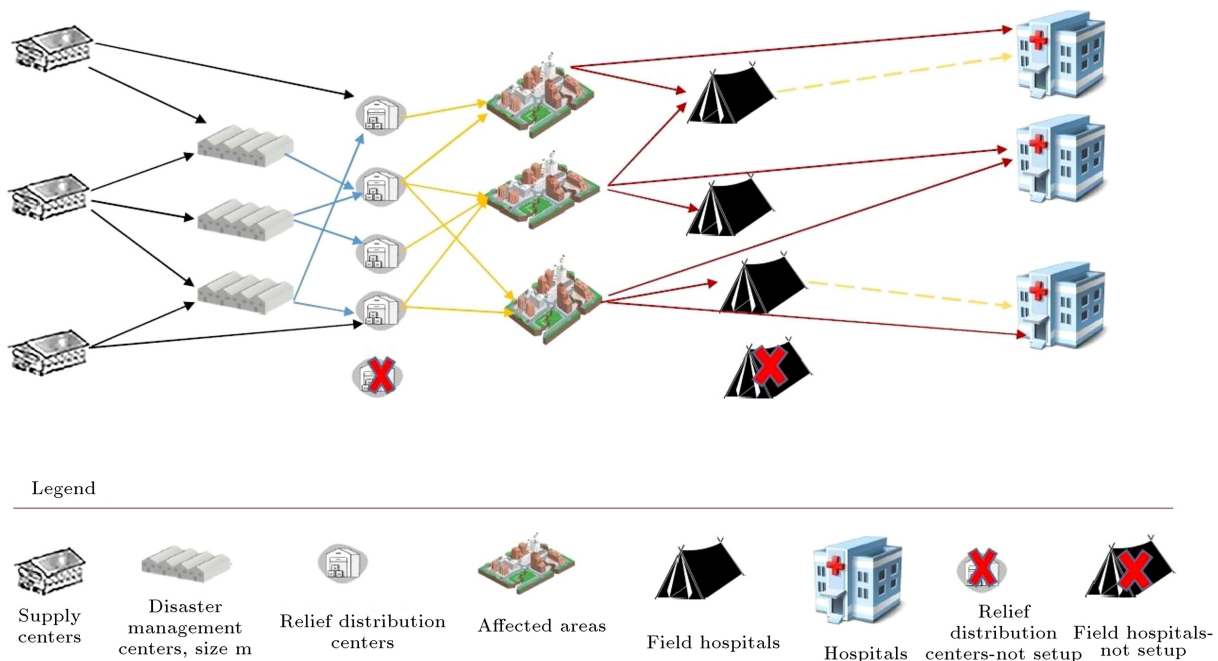 Legend
Supply
centers
Disaster
management
centers, size m
Relief distribution
centers
Affected areas
Field hospitals
Hospitals
Relief
distribution
centers-not setup
Field hospitals-
not setup